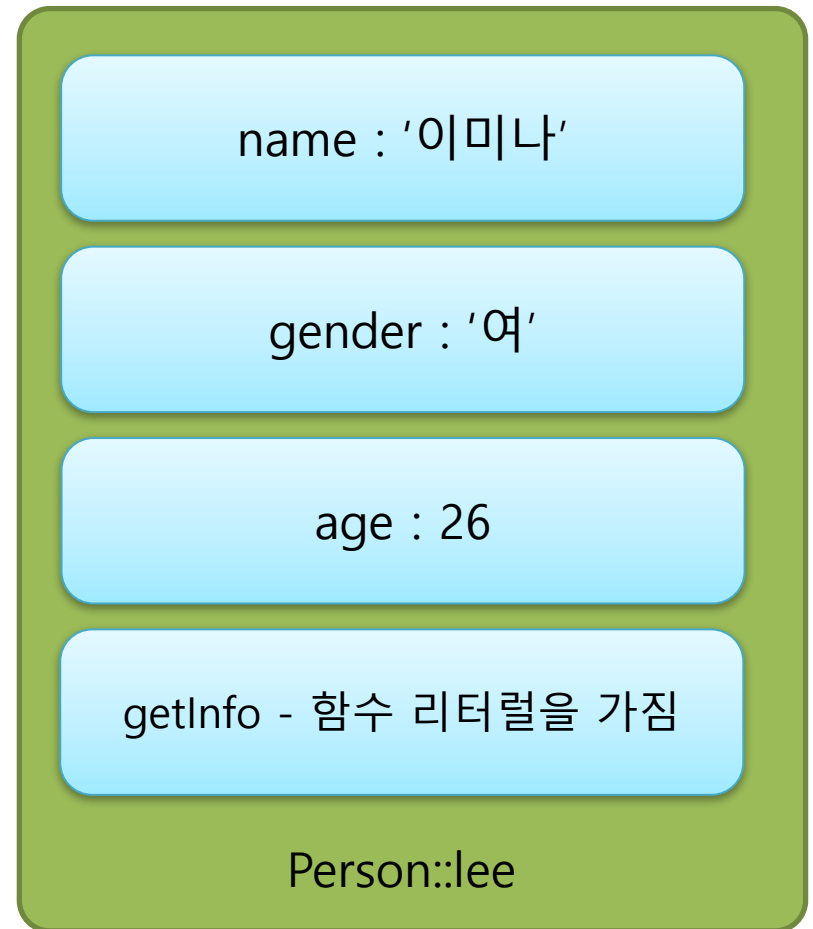 name : ‘이미나’
gender : ‘여’
age : 26
getInfo - 함수 리터럴을 가짐
Person::lee